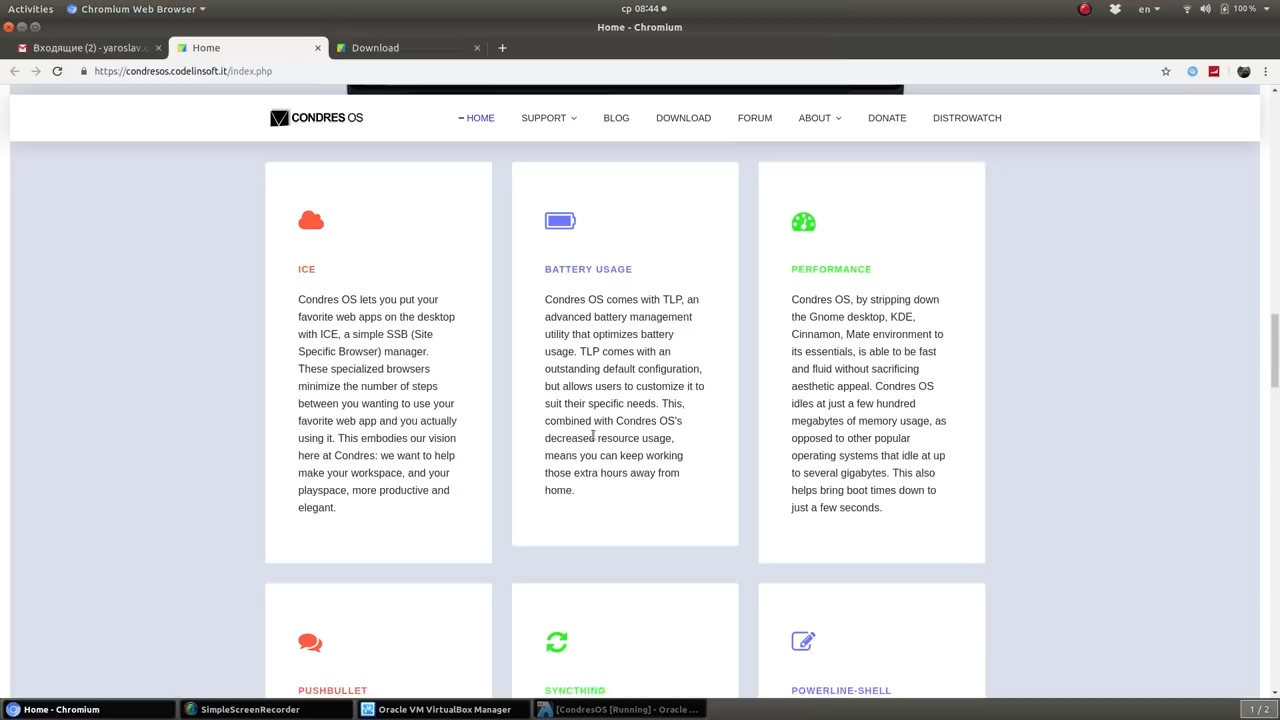 Activities
Chromium Web Browser
ср 08:44
en
100 %
Home - Chromium
Входящие (2) - yaroslav.c
Home
Download
https://condresos.codelinsoft.it/index.php
CONDRES OS
HOME
SUPPORT
BLOG
DOWNLOAD
FORUM
ABOUT
DONATE
DISTROWATCH
ICE
Condres OS lets you put your
favorite web apps on the desktop
with ICE, a simple SSB (Site
Specific Browser) manager.
These specialized browsers
minimize the number of steps
between you wanting to use your
favorite web app and you actually
using it. This embodies our vision
here at Condres: we want to help
make your workspace, and your
playspace, more productive and
elegant.
BATTERY USAGE
Condres OS comes with TLP, an
advanced battery management
utility that optimizes battery
usage. TLP comes with an
outstanding default configuration,
but allows users to customize it to
suit their specific needs. This,
combined with Condres OS's
decreased resource usage,
means you can keep working
those extra hours away from
home.
PERFORMANCE
Condres OS, by stripping down
the Gnome desktop, KDE,
Cinnamon, Mate environment to
its essentials, is able to be fast
and fluid without sacrificing
aesthetic appeal. Condres OS
idles at just a few hundred
megabytes of memory usage, as
opposed to other popular
operating systems that idle at up
to several gigabytes. This also
helps bring boot times down to
just a few seconds.
PUSHBULLET
SYNCTHING
POWERLINE-SHELL
Home - Chromium
SimpleScreenRecorder
Oracle VM VirtualBox Manager
[CondresOS [Running] - Oracle ...
1 / 2